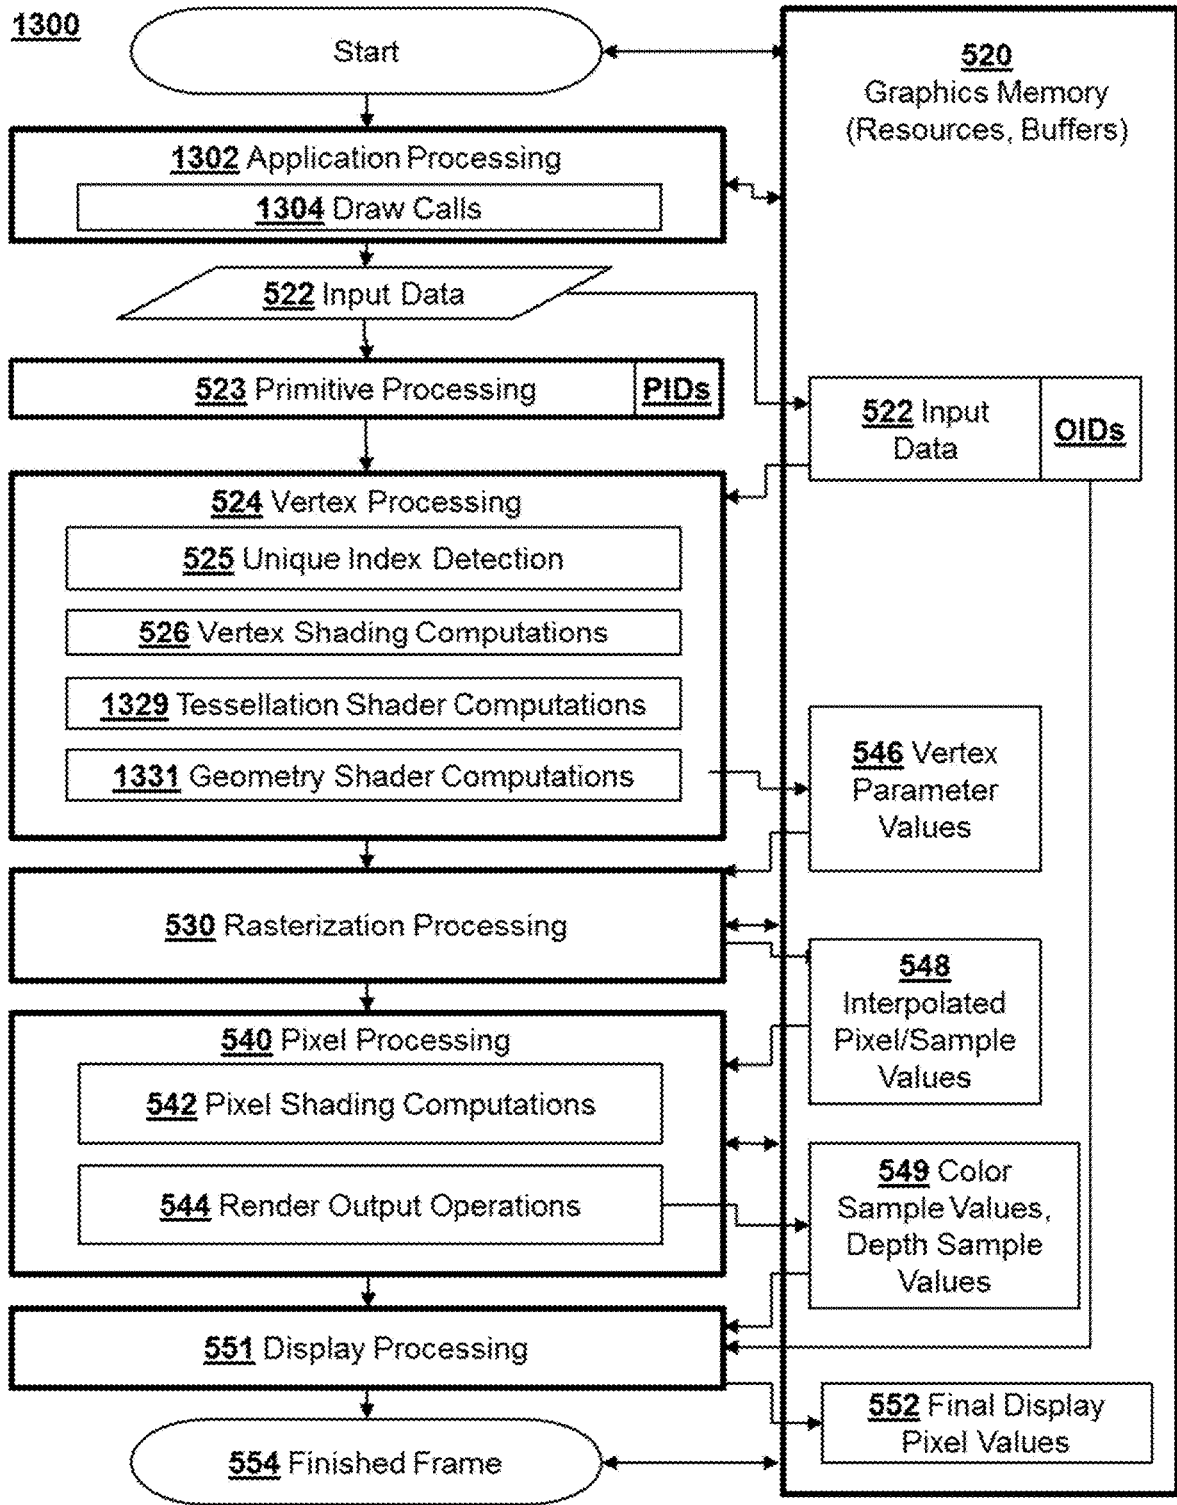 1300
Start
1302 Application Processing
1304 Draw Calls
522 Input Data
523 Primitive Processing
PIDs
524 Vertex Processing
525 Unique Index Detection
526 Vertex Shading Computations
1329 Tessellation Shader Computations
1331 Geometry Shader Computations
530 Rasterization Processing
540 Pixel Processing
542 Pixel Shading Computations
544 Render Output Operations
551 Display Processing
554 Finished Frame
520
Graphics Memory
(Resources, Buffers)
522 Input
Data
OIDs
546 Vertex
Parameter
Values
548
Interpolated
Pixel/Sample
Values
549 Color
Sample Values,
Depth Sample
Values
552 Final Display
Pixel Values